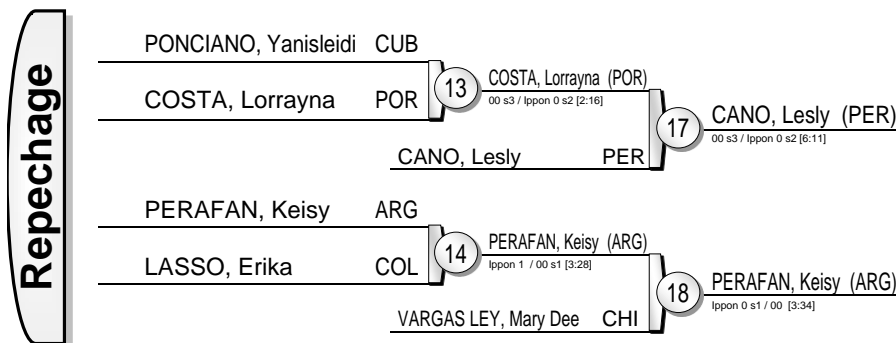 Repechage
PONCIANO, Yanisleidi CUB
COSTA, Lorrayna POR
13
COSTA, Lorrayna (POR)
00 s3 / Ippon 0 s2 [2:16]
CANO, Lesly PER
17
CANO, Lesly (PER)
00 s3 / Ippon 0 s2 [6:11]
PERAFAN, Keisy ARG
LASSO, Erika COL
14
PERAFAN, Keisy (ARG)
Ippon 1 / 00 s1 [3:28]
VARGAS LEY, Mary Dee CHI
18
PERAFAN, Keisy (ARG)
Ippon 0 s1 / 00 [3:34]